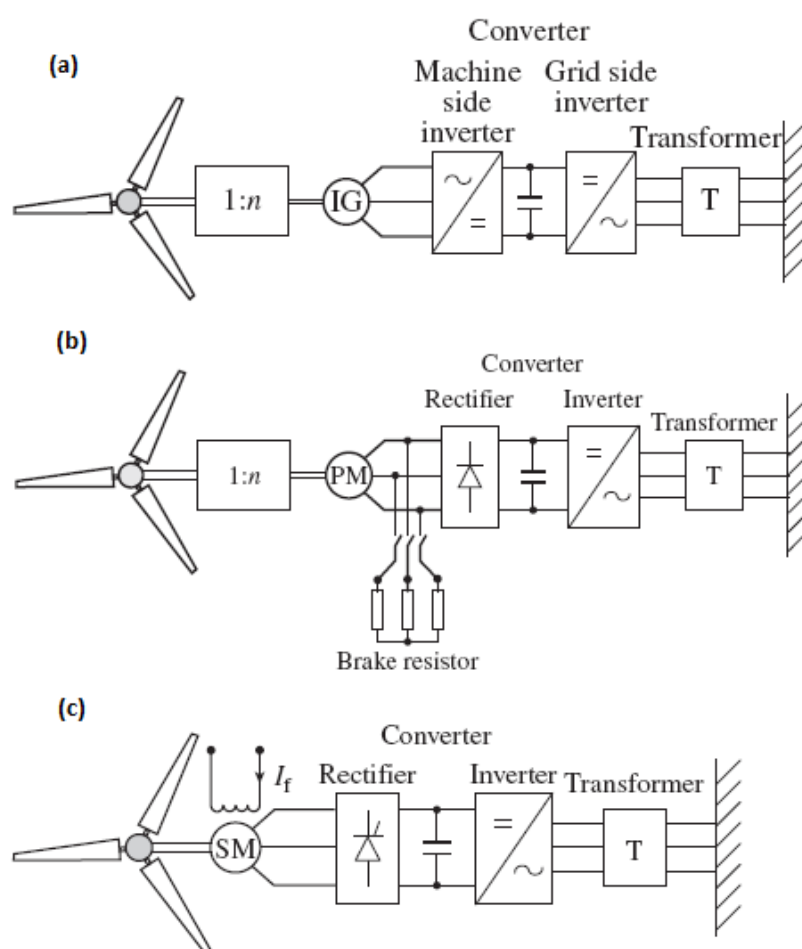 Converter
(a)
Machine side inverter
Grid side inverter
Transformer
1:n
IG
~
=
=
~
T
(b)
Converter
Rectifier
Inverter
Transformer
1:n
PM
=
~
T
Brake resistor
(c)
Converter
If
Rectifier
Inverter
Transformer
SM
=
~
T